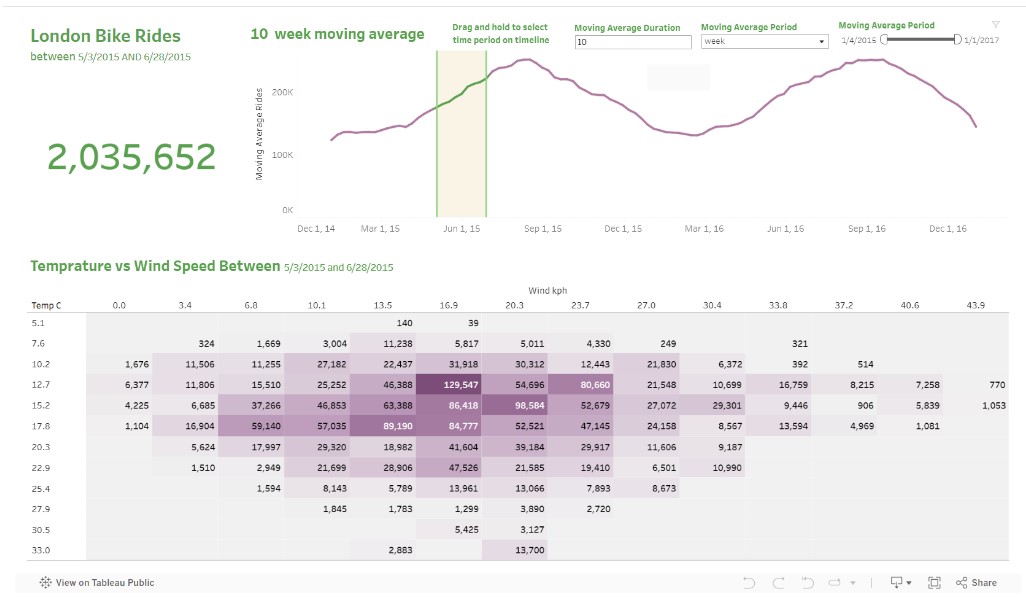 London Bike Rides
between 5/3/2015 AND 6/28/2015
2,035,652
10 week moving average
Drag and hold to select
time period on timeline
Moving Average Duration
10
Moving Average Period
week
Moving Average Period
1/4/2015 1/1/2017
Moving Average Rides
200K
100K
0K
Dec 1, 14 Mar 1, 15 Jun 1, 15 Sep 1, 15 Dec 1, 15 Mar 1, 16 Jun 1, 16 Sep 1, 16 Dec 1, 16
Temprature vs Wind Speed Between 5/3/2015 and 6/28/2015
Wind kph
Temp C 0.0 3.4 6.8 10.1 13.5 16.9 20.3 23.7 27.0 30.4 33.8 37.2 40.6 43.9
5.1 140 39
7.6 324 1,669 3,004 11,238 5,817 5,011 4,330 249 321
10.2 1,676 11,506 11,255 27,182 22,437 31,918 30,312 12,443 21,830 6,372 392 514
12.7 6,377 11,806 15,510 25,252 46,388 129,547 54,696 80,660 21,548 10,699 16,759 8,215 7,258 770
15.2 4,225 6,685 37,266 46,853 63,388 86,418 98,584 52,679 27,072 29,301 9,446 906 5,839 1,053
17.8 1,104 16,904 59,140 57,035 89,190 84,777 52,521 47,145 24,158 8,567 13,594 4,969 1,081
20.3 5,624 17,997 29,320 18,982 41,604 39,184 29,917 11,606 9,187
22.9 1,510 2,949 21,699 28,906 47,526 21,585 19,410 6,501 10,990
25.4 1,594 8,143 5,789 13,961 13,066 7,893 8,673
27.9 1,845 1,783 1,299 3,890 2,720
30.5 5,425 3,127
33.0 2,883 13,700
View on Tableau Public
Share